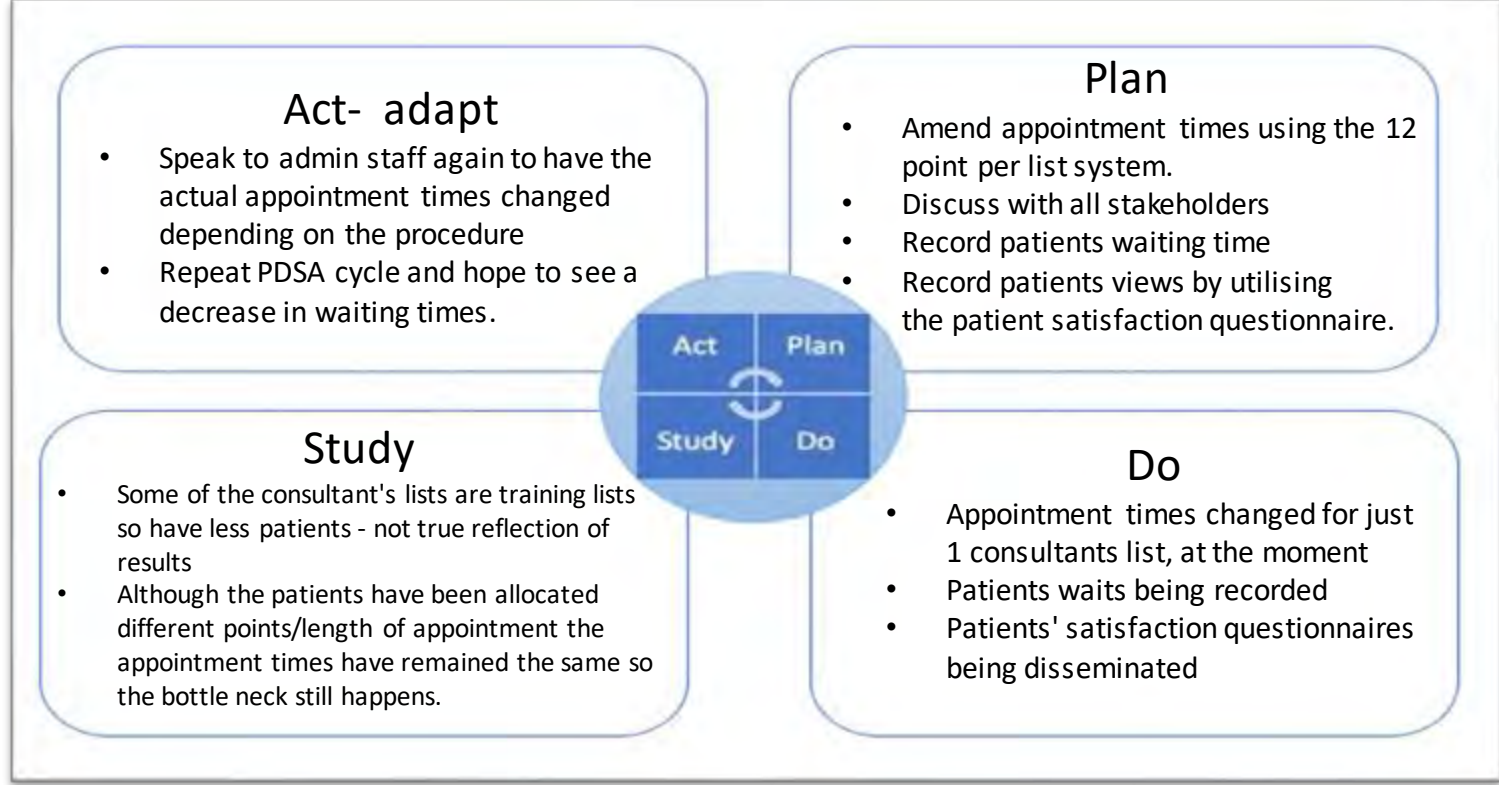 Act- adapt
• Speak to admin staff again to have the
actual appointment times changed
depending on the procedure
• Repeat PDSA cycle and hope to see a
decrease in waiting times.
Plan
• Amend appointment times using the 12
point per list system.
• Discuss with all stakeholders
• Record patients waiting time
• Record patients views by utilising
the patient satisfaction questionnaire.
Act
Plan
Study
Do
Study
• Some of the consultant's lists are training lists
so have less patients - not true reflection of
results
• Although the patients have been allocated
different points/length of appointment the
appointment times have remained the same so
the bottle neck still happens.
Do
• Appointment times changed for just
1 consultants list, at the moment
• Patients waits being recorded
• Patients' satisfaction questionnaires
being disseminated